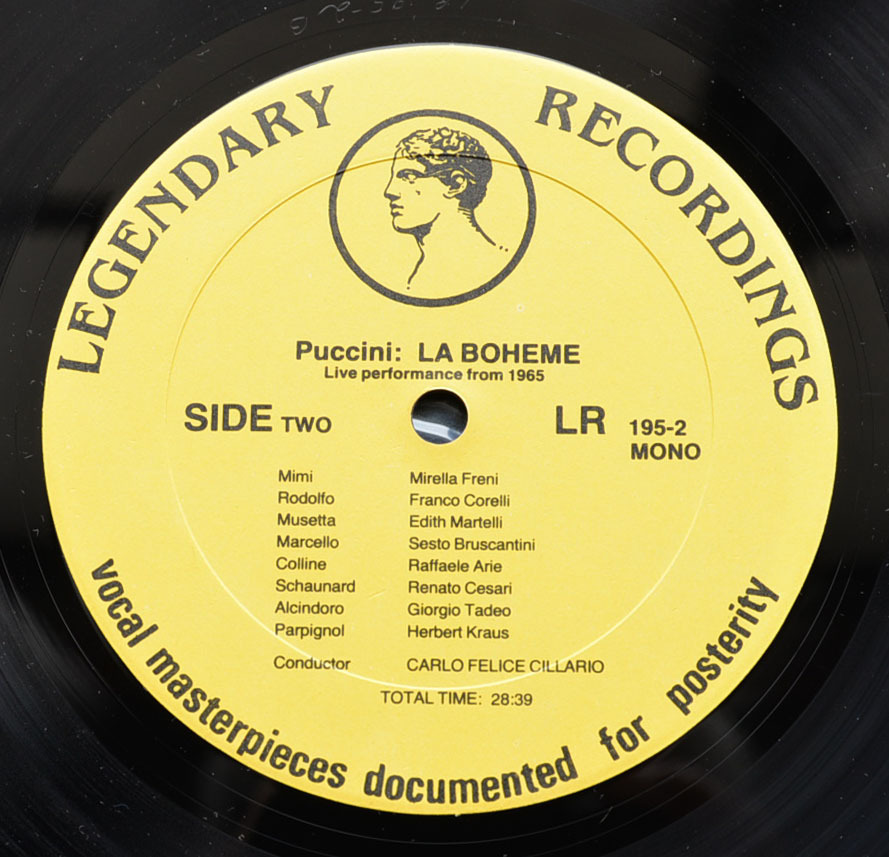 LEGENDARY RECORDINGS
Puccini: LA BOHEME
Live performance from 1965
SIDE TWO LR 195-2
MONO
Mimi Mirella Freni
Rodolfo Franco Corelli
Musetta Edith Martelli
Marcello Sesto Bruscantini
Colline Raffaele Arie
Schaunard Renato Cesari
Alcindoro Giorgio Tadeo
Parpignol Herbert Kraus
Conductor CARLO FELICE CILLARIO
TOTAL TIME: 28:39
vocal masterpieces documented for posterity